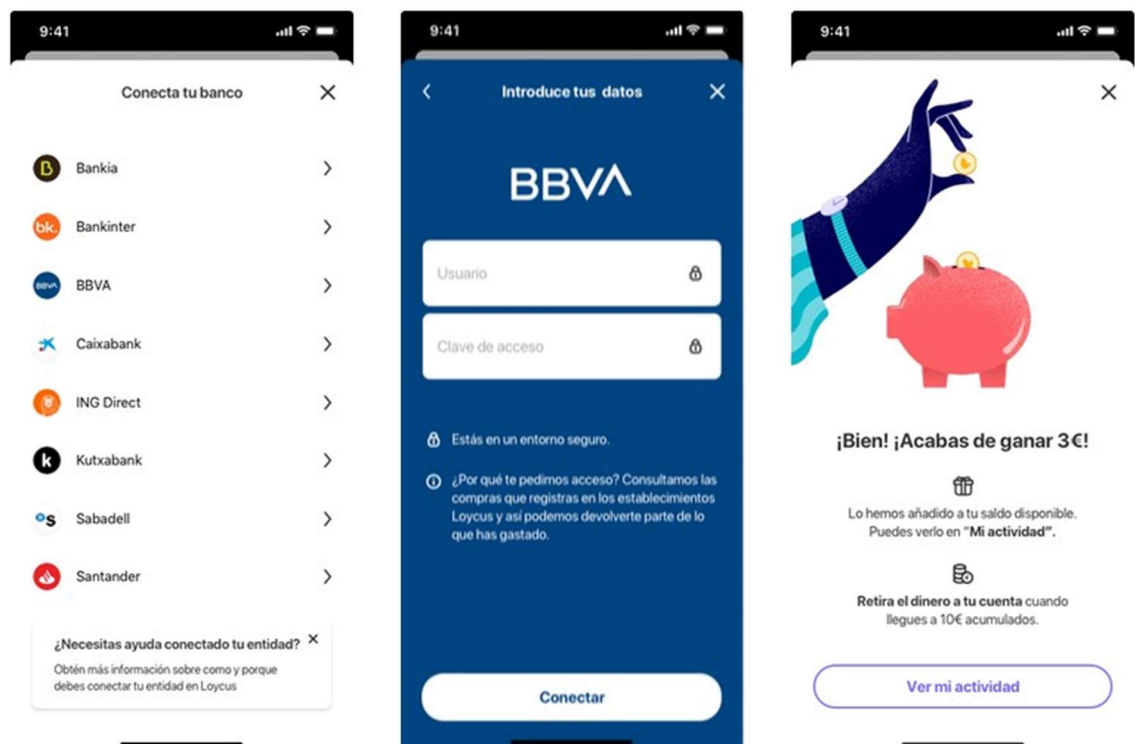 9:41
Conecta tu banco
Bankia
bk.
Bankinter
BBVA
BBVA
Caixabank
ING Direct
k
Kutxabank
S
Sabadell
Santander
¿Necesitas ayuda conectado tu entidad?
Obtén más información sobre como y porque
debes conectar tu entidad en Loycus
9:41
Introduce tus datos
BBVA
Usuario
Clave de acceso
Estás en un entorno seguro.
¿Por qué te pedimos acceso? Consultamos las
compras que registras en los establecimientos
Loycus y así podemos devolverte parte de lo
que has gastado.
Conectar
9:41
¡Bien! ¡Acabas de ganar 3€!
Lo hemos añadido a tu saldo disponible.
Puedes verlo en "Mi actividad".
Retira el dinero a tu cuenta cuando
llegues a 10€ acumulados.
Ver mi actividad